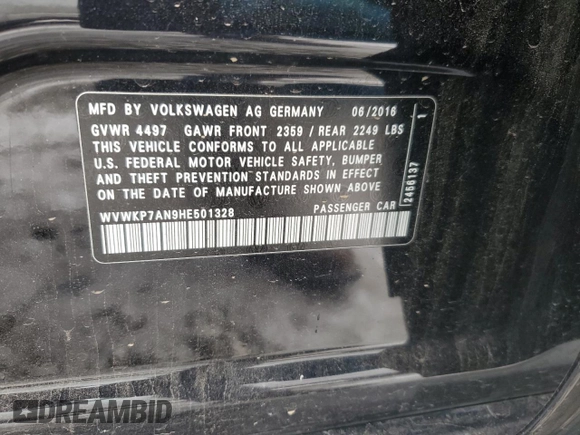 MFD BY VOLKSWAGEN AG GERMANY 06/2016
GVWR 4497 GAWR FRONT 2359 / REAR 2249 LBS
THIS VEHICLE CONFORMS TO ALL APPLICABLE
U.S. FEDERAL MOTOR VEHICLE SAFETY, BUMPER
AND THEFT PREVENTION STANDARDS IN EFFECT
ON THE DATE OF MANUFACTURE SHOWN ABOVE
WVWKP7AN9HE501328 PASSENGER CAR
2456137 1
DREAMBID